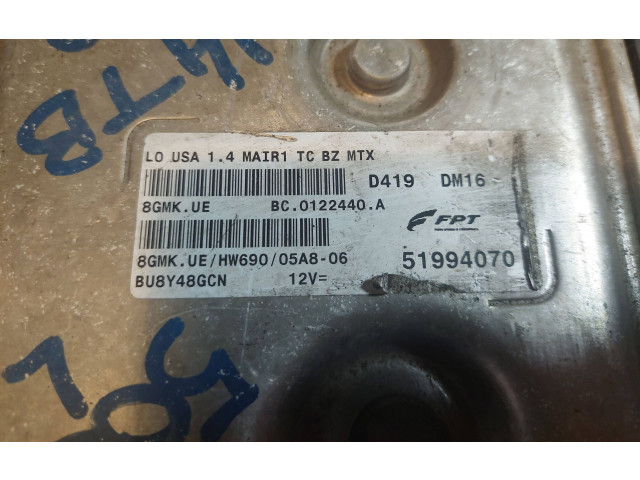 14TB
LO USA 1.4 MAIR1 TC BZ MTX
D419 DM16
8GMK.UE BC.0122440.A
FPT
8GMK.UE/HW690/05A8-06 51994070
BU8Y48GCN 12V=